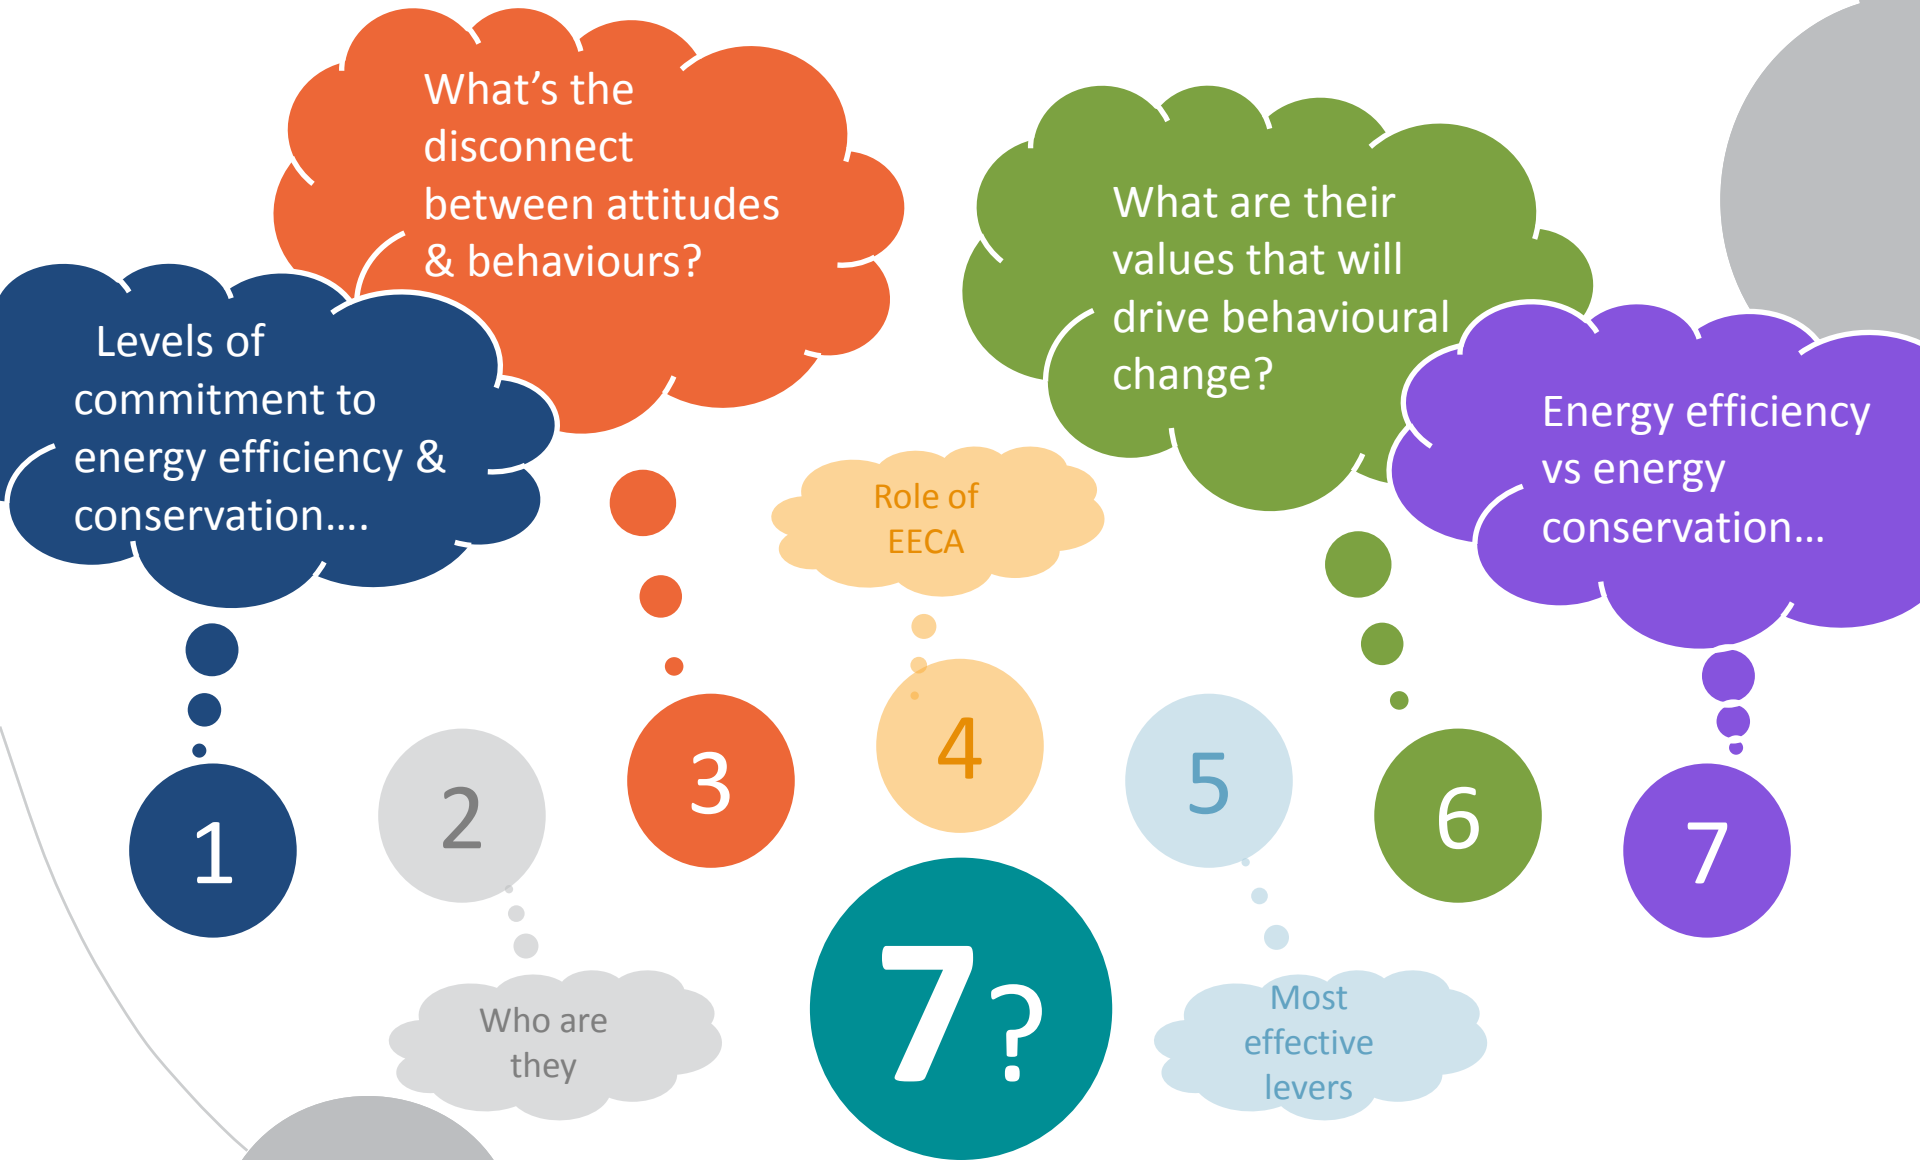 What’s the
disconnect
between attitudes
& behaviours?
What are their
values that will
drive behavioural
change?
Levels of
commitment to
energy efficiency &
conservation....
Energy efficiency
vs energy
conservation...
Role of
EECA
1
2
3
4
5
6
7
7?
Who are
they
Most
effective
levers